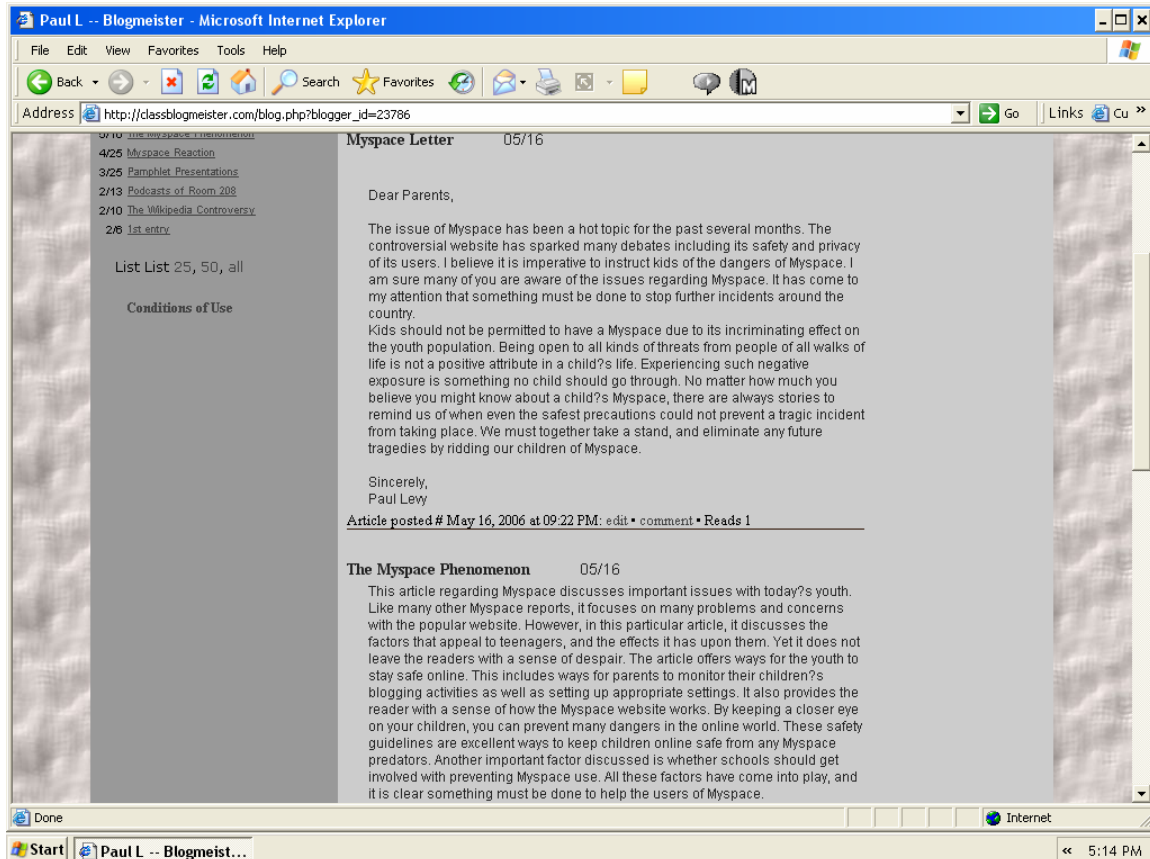 Paul L -- Blogmeister - Microsoft Internet Explorer
File Edit View Favorites Tools Help
Back Search Favorites
Address http://classblogmeister.com/blog.php?blogger_id=23786 Go Links Cu »
5/10 The Myspace Phenomenon
4/25 Myspace Reaction
3/25 Pamphlet Presentations
2/13 Podcasts of Room 208
2/10 The Wikipedia Controversy
2/6 1st entry
List List 25, 50, all
Conditions of Use
Myspace Letter 05/16
Dear Parents,
The issue of Myspace has been a hot topic for the past several months. The
controversial website has sparked many debates including its safety and privacy
of its users. I believe it is imperative to instruct kids of the dangers of Myspace. I
am sure many of you are aware of the issues regarding Myspace. It has come to
my attention that something must be done to stop further incidents around the
country.
Kids should not be permitted to have a Myspace due to its incriminating effect on
the youth population. Being open to all kinds of threats from people of all walks of
life is not a positive attribute in a child?s life. Experiencing such negative
exposure is something no child should go through. No matter how much you
believe you might know about a child?s Myspace, there are always stories to
remind us of when even the safest precautions could not prevent a tragic incident
from taking place. We must together take a stand, and eliminate any future
tragedies by ridding our children of Myspace.
Sincerely,
Paul Levy
Article posted # May 16, 2006 at 09:22 PM: edit • comment • Reads 1
The Myspace Phenomenon 05/16
This article regarding Myspace discusses important issues with today?s youth.
Like many other Myspace reports, it focuses on many problems and concerns
with the popular website. However, in this particular article, it discusses the
factors that appeal to teenagers, and the effects it has upon them. Yet it does not
leave the readers with a sense of despair. The article offers ways for the youth to
stay safe online. This includes ways for parents to monitor their children?s
blogging activities as well as setting up appropriate settings. It also provides the
reader with a sense of how the Myspace website works. By keeping a closer eye
on your children, you can prevent many dangers in the online world. These safety
guidelines are excellent ways to keep children online safe from any Myspace
predators. Another important factor discussed is whether schools should get
involved with preventing Myspace use. All these factors have come into play, and
it is clear something must be done to help the users of Myspace.
Done Internet
Start Paul L -- Blogmeist... « 5:14 PM